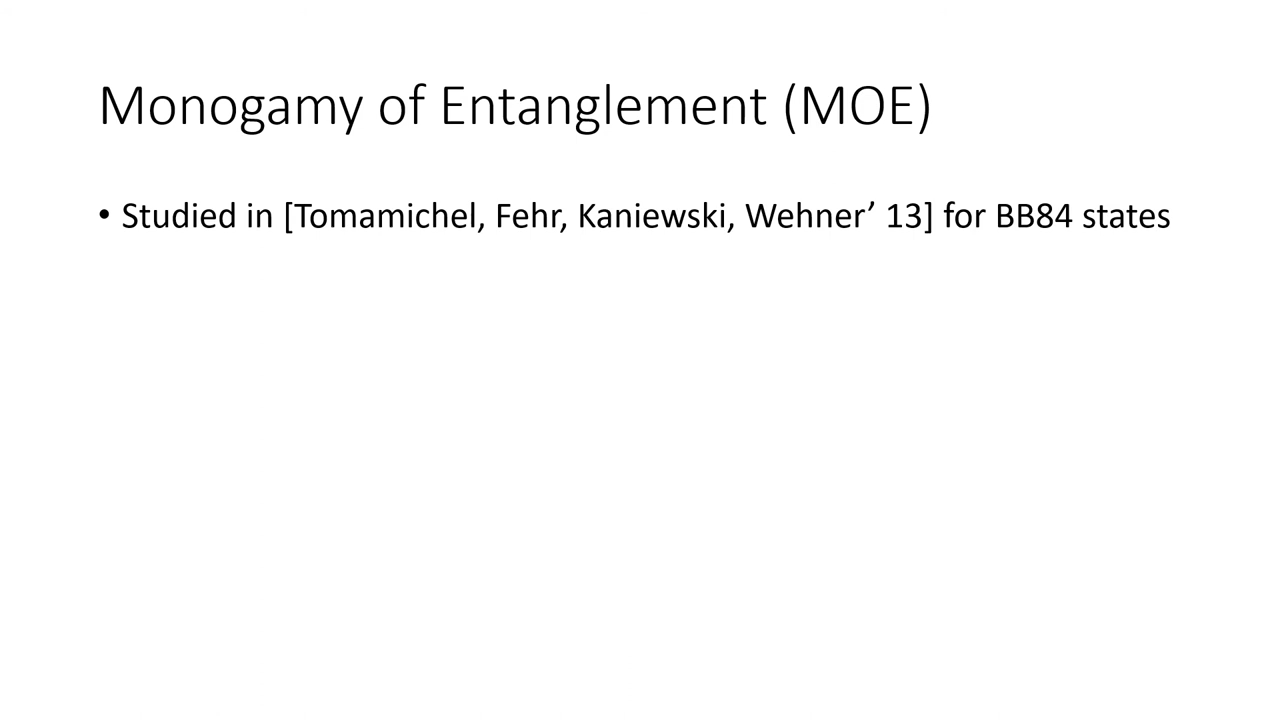 Monogamy of Entanglement (MOE)
• Studied in [Tomamichel, Fehr, Kaniewski, Wehner’ 13] for BB84 states